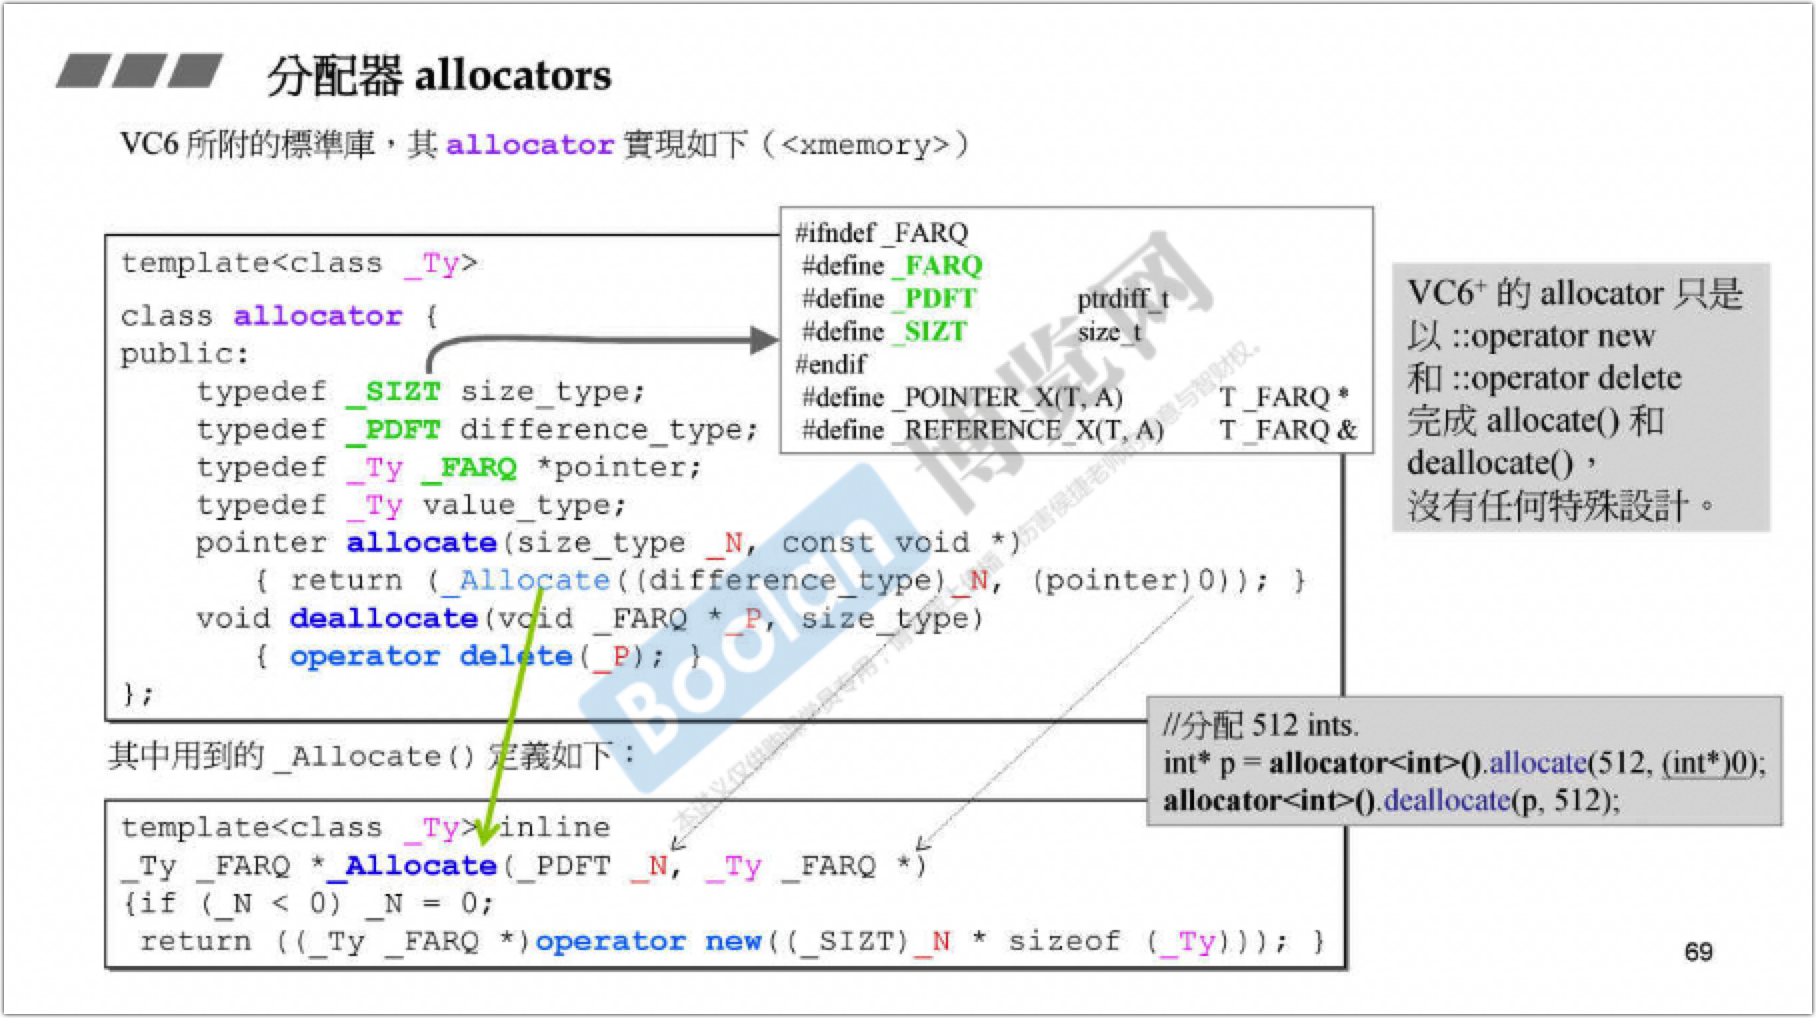 分配器 allocators
VC6 所附的標準庫，其 allocator 實現如下（<xmemory>）
template<class _Ty>
class allocator {
public:
    typedef _SIZT size_type;
    typedef _PDFT difference_type;
    typedef _Ty _FARQ *pointer;
    typedef _Ty value_type;
    pointer allocate(size_type _N, const void *)
       { return (_Allocate((difference_type)_N, (pointer)0)); }
    void deallocate(void _FARQ *_P, size_type)
       { operator delete(_P); }
};
#ifndef _FARQ
#define _FARQ
#define _PDFT ptrdiff_t
#define _SIZT size_t
#endif
#define _POINTER_X(T, A) T _FARQ *
#define _REFERENCE_X(T, A) T _FARQ &
VC6+ 的 allocator 只是
以 ::operator new
和 ::operator delete
完成 allocate() 和
deallocate()，
沒有任何特殊設計。
其中用到的 _Allocate() 定義如下：
//分配 512 ints.
int* p = allocator<int>().allocate(512, (int*)0);
allocator<int>().deallocate(p, 512);
template<class _Ty> inline
_Ty _FARQ *_Allocate(_PDFT _N, _Ty _FARQ *)
{if (_N < 0) _N = 0;
 return ((_Ty _FARQ *)operator new((_SIZT)_N * sizeof (_Ty))); }
69
Boolan
博览网